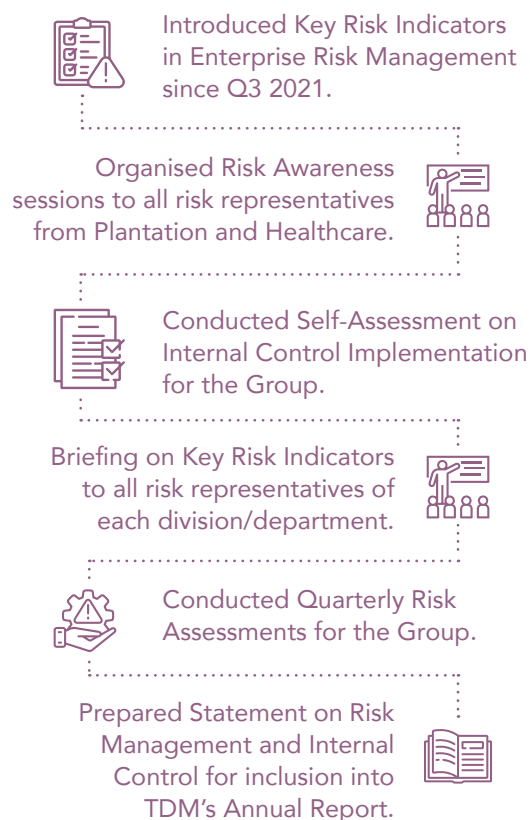 Introduced Key Risk Indicators
in Enterprise Risk Management
since Q3 2021.
Organised Risk Awareness
sessions to all risk representatives
from Plantation and Healthcare.
Conducted Self-Assessment on
Internal Control Implementation
for the Group.
Briefing on Key Risk Indicators
to all risk representatives of
each division/department.
Conducted Quarterly Risk
Assessments for the Group.
Prepared Statement on Risk
Management and Internal
Control for inclusion into
TDM’s Annual Report.